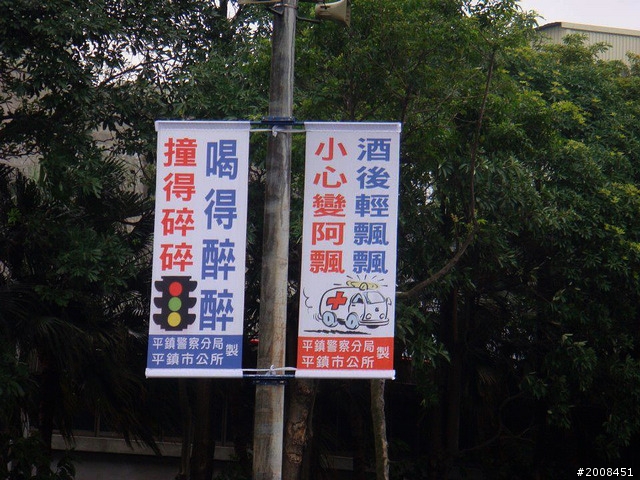 酒後輕飄飄
小心變阿飄
平鎮警察分局
平鎮市公所
製
喝得醉醉
撞得碎碎
平鎮警察分局
平鎮市公所
製
#2008451